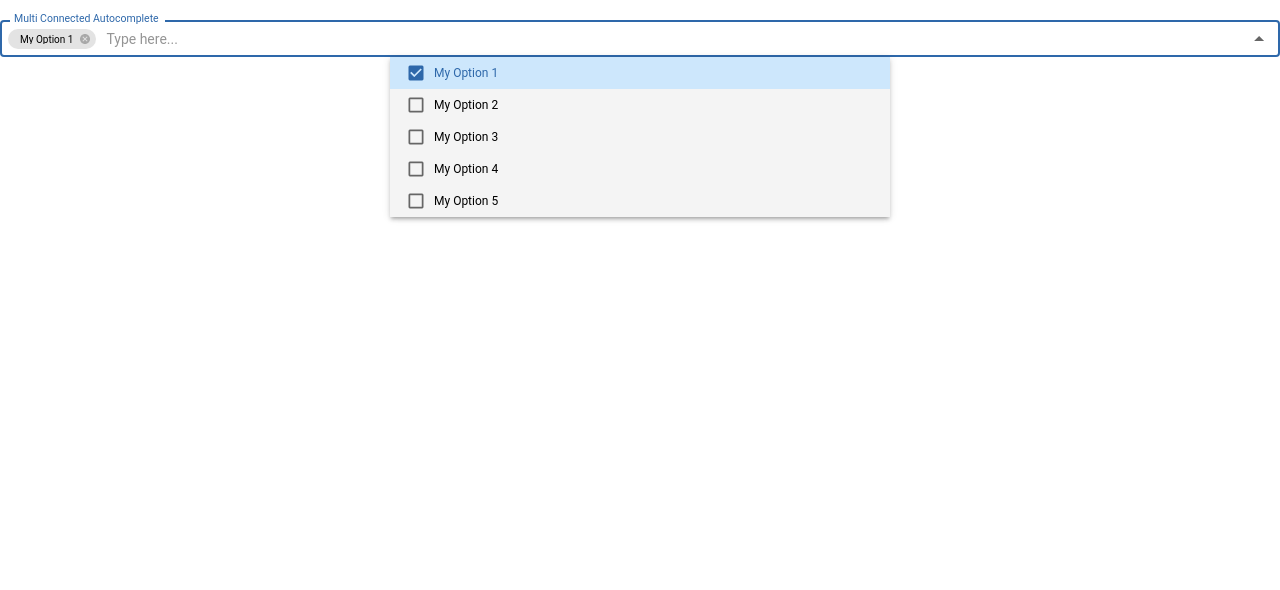 Multi Connected Autocomplete
My Option 1 Type here...
My Option 1
My Option 2
My Option 3
My Option 4
My Option 5